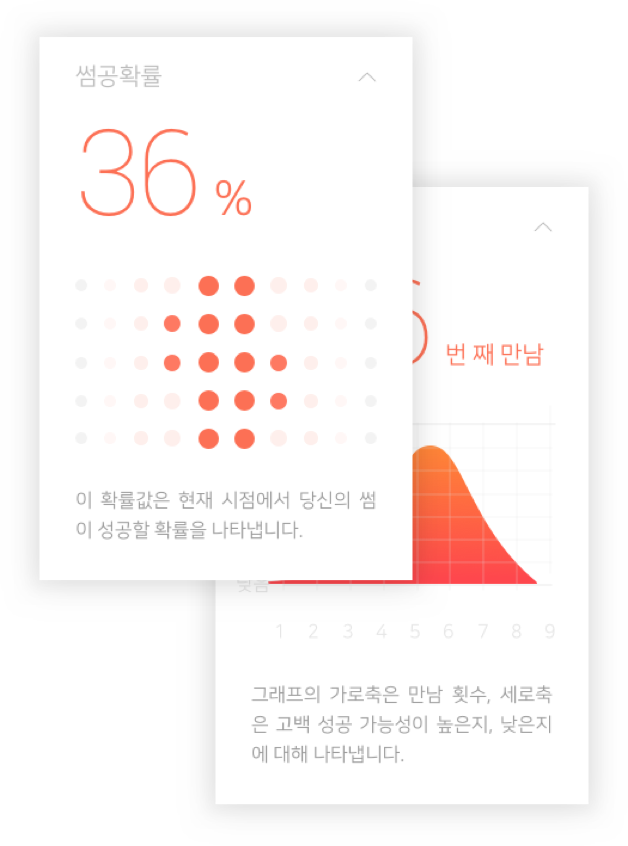 썸공확률
36 %
이 확률값은 현재 시점에서 당신의 썸
이 성공할 확률을 나타냅니다.
번 째 만남
1 2 3 4 5 6 7 8 9
그래프의 가로축은 만남 횟수, 세로축
은 고백 성공 가능성이 높은지, 낮은지
에 대해 나타냅니다.